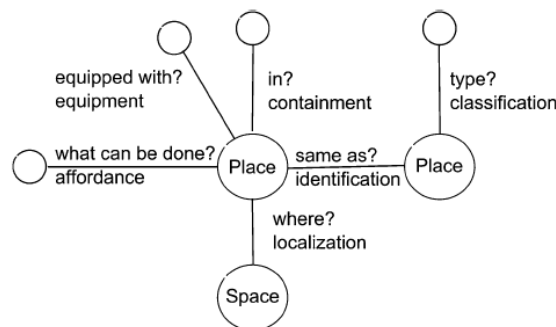 equipped with?
equipment
in?
containment
type?
classification
what can be done?
affordance
Place
same as?
identification
Place
where?
localization
Space